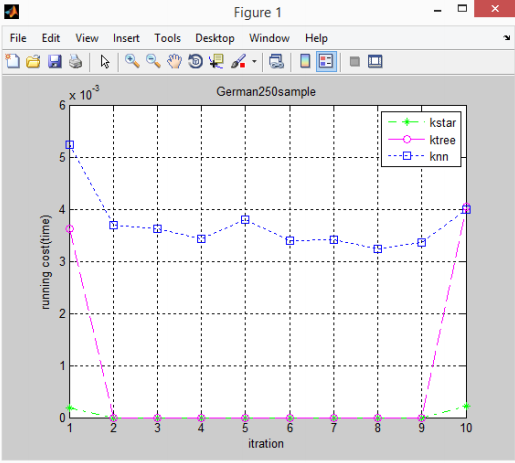 Figure 1
File Edit View Insert Tools Desktop Window Help
x 10^-3
German250sample
6
5
4
3
2
1
0
running cost(time)
kstar
ktree
knn
1 2 3 4 5 6 7 8 9 10
itration